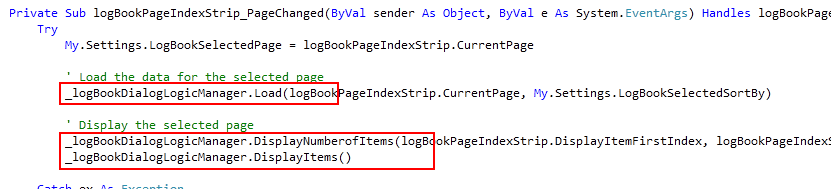 Private Sub logBookPageIndexStrip_PageChanged(ByVal sender As Object, ByVal e As System.EventArgs) Handles logBookPage
Try
My.Settings.LogBookSelectedPage = logBookPageIndexStrip.CurrentPage
' Load the data for the selected page
_logBookDialogLogicManager.Load(logBookPageIndexStrip.CurrentPage, My.Settings.LogBookSelectedSortBy)
' Display the selected page
_logBookDialogLogicManager.DisplayNumberofItems(logBookPageIndexStrip.DisplayItemFirstIndex, logBookPageIndexS
_logBookDialogLogicManager.DisplayItems()
Catch ex As Exception